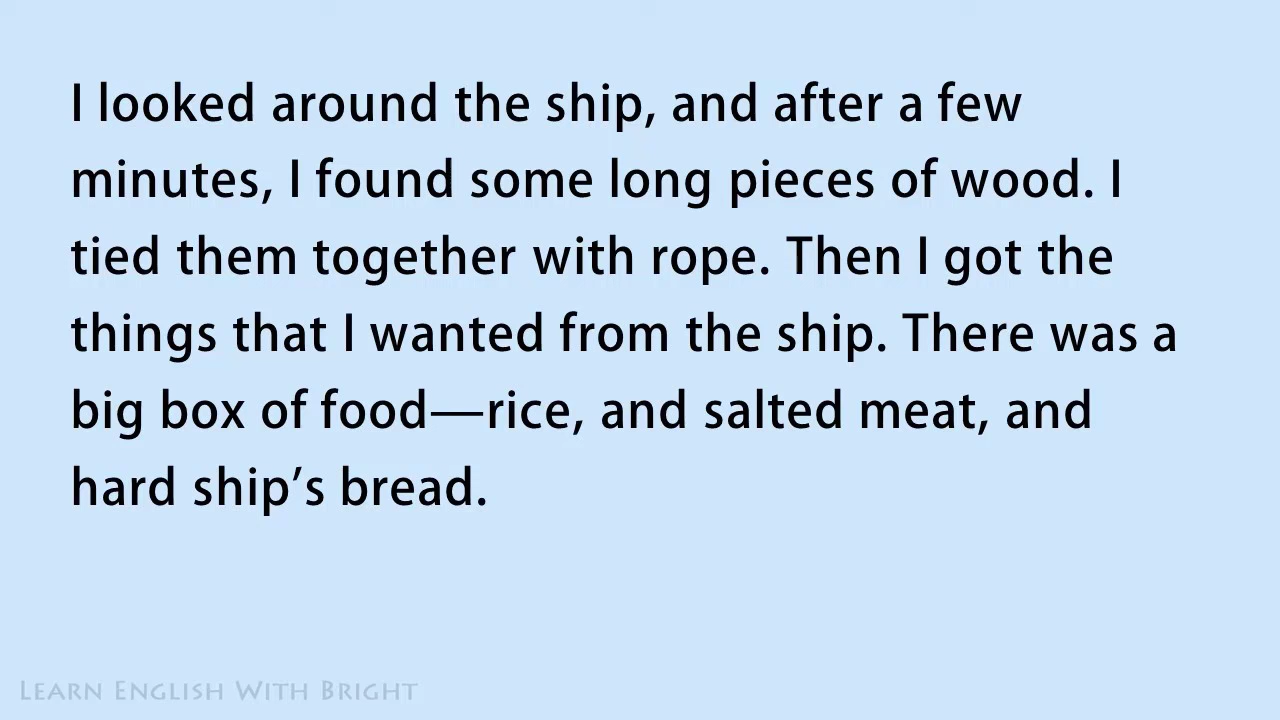 I looked around the ship, and after a few
minutes, I found some long pieces of wood. I
tied them together with rope. Then I got the
things that I wanted from the ship. There was a
big box of food—rice, and salted meat, and
hard ship’s bread.
LEARN ENGLISH WITH BRIGHT